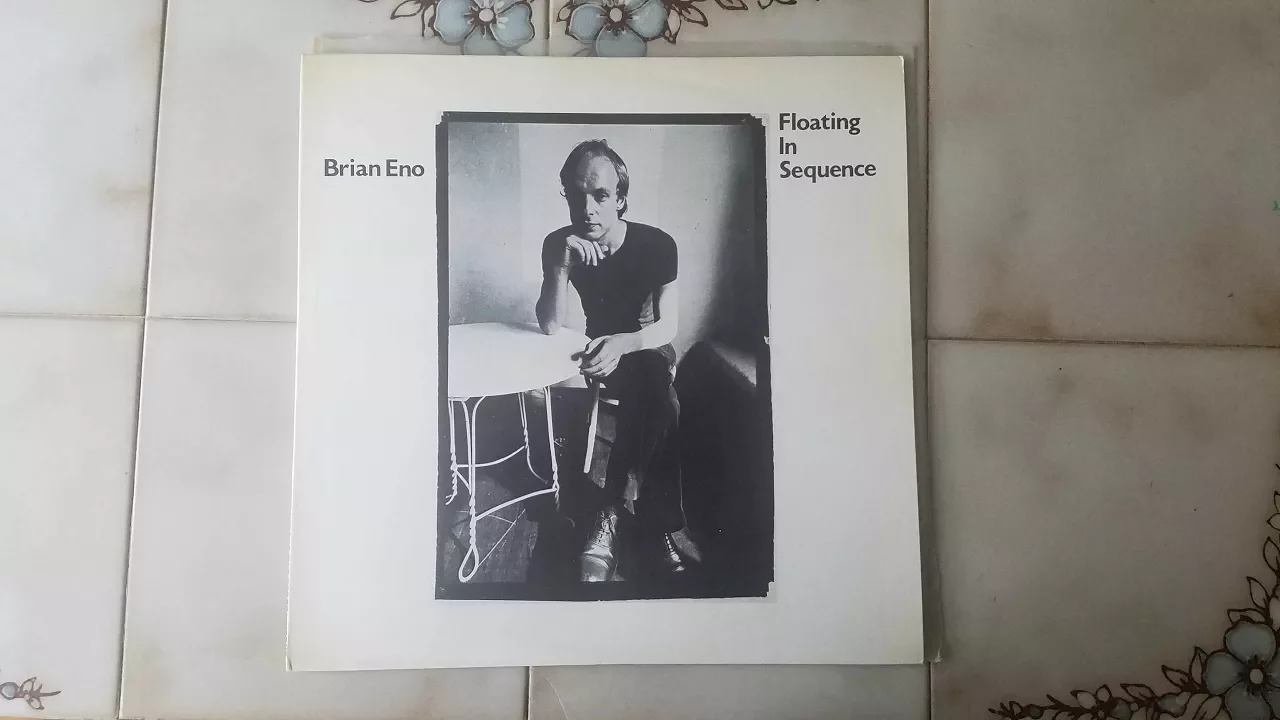 Brian Eno
Floating
In
Sequence